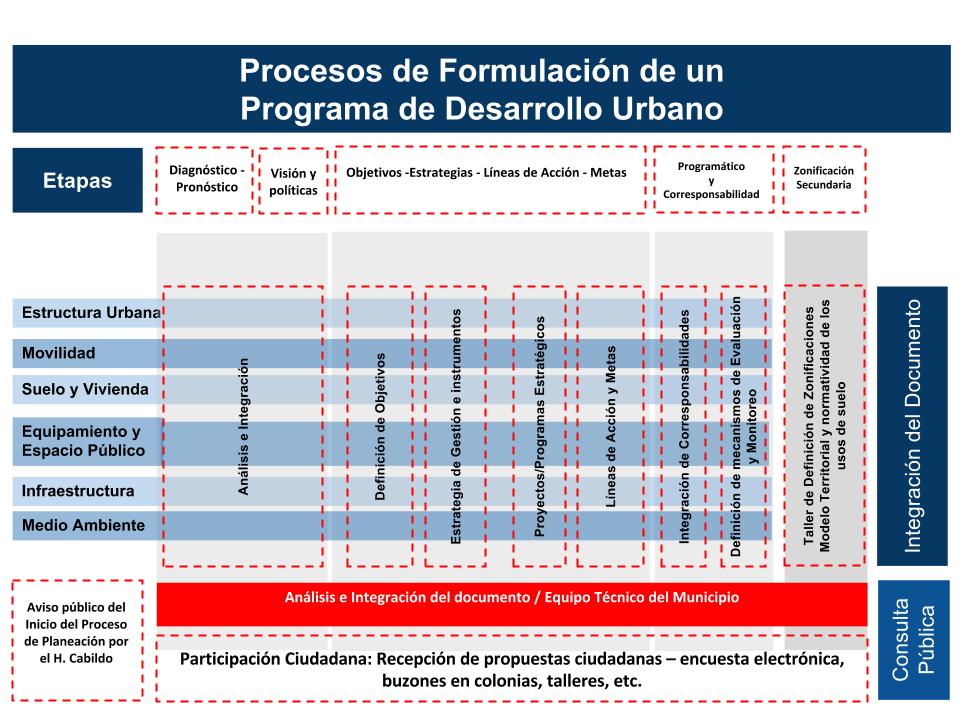 Procesos de Formulación de un
Programa de Desarrollo Urbano
Etapas
Diagnóstico -
Pronóstico
Visión y
políticas
Objetivos -Estrategias - Líneas de Acción - Metas
Programático
y
Corresponsabilidad
Zonificación
Secundaria
Estructura Urbana
Movilidad
Suelo y Vivienda
Equipamiento y
Espacio Público
Infraestructura
Medio Ambiente
Análisis e Integración
Definición de Objetivos
Estrategia de Gestión e instrumentos
Proyectos/Programas Estratégicos
Líneas de Acción y Metas
Integración de Corresponsabilidades
Definición de mecanismos de Evaluación
y Monitoreo
Taller de Definición de Zonificaciones
Modelo Territorial y normatividad de los
usos de suelo
Integración del Documento
Aviso público del
Inicio del Proceso
de Planeación por
el H. Cabildo
Análisis e Integración del documento / Equipo Técnico del Municipio
Participación Ciudadana: Recepción de propuestas ciudadanas – encuesta electrónica,
buzones en colonias, talleres, etc.
Consulta
Pública